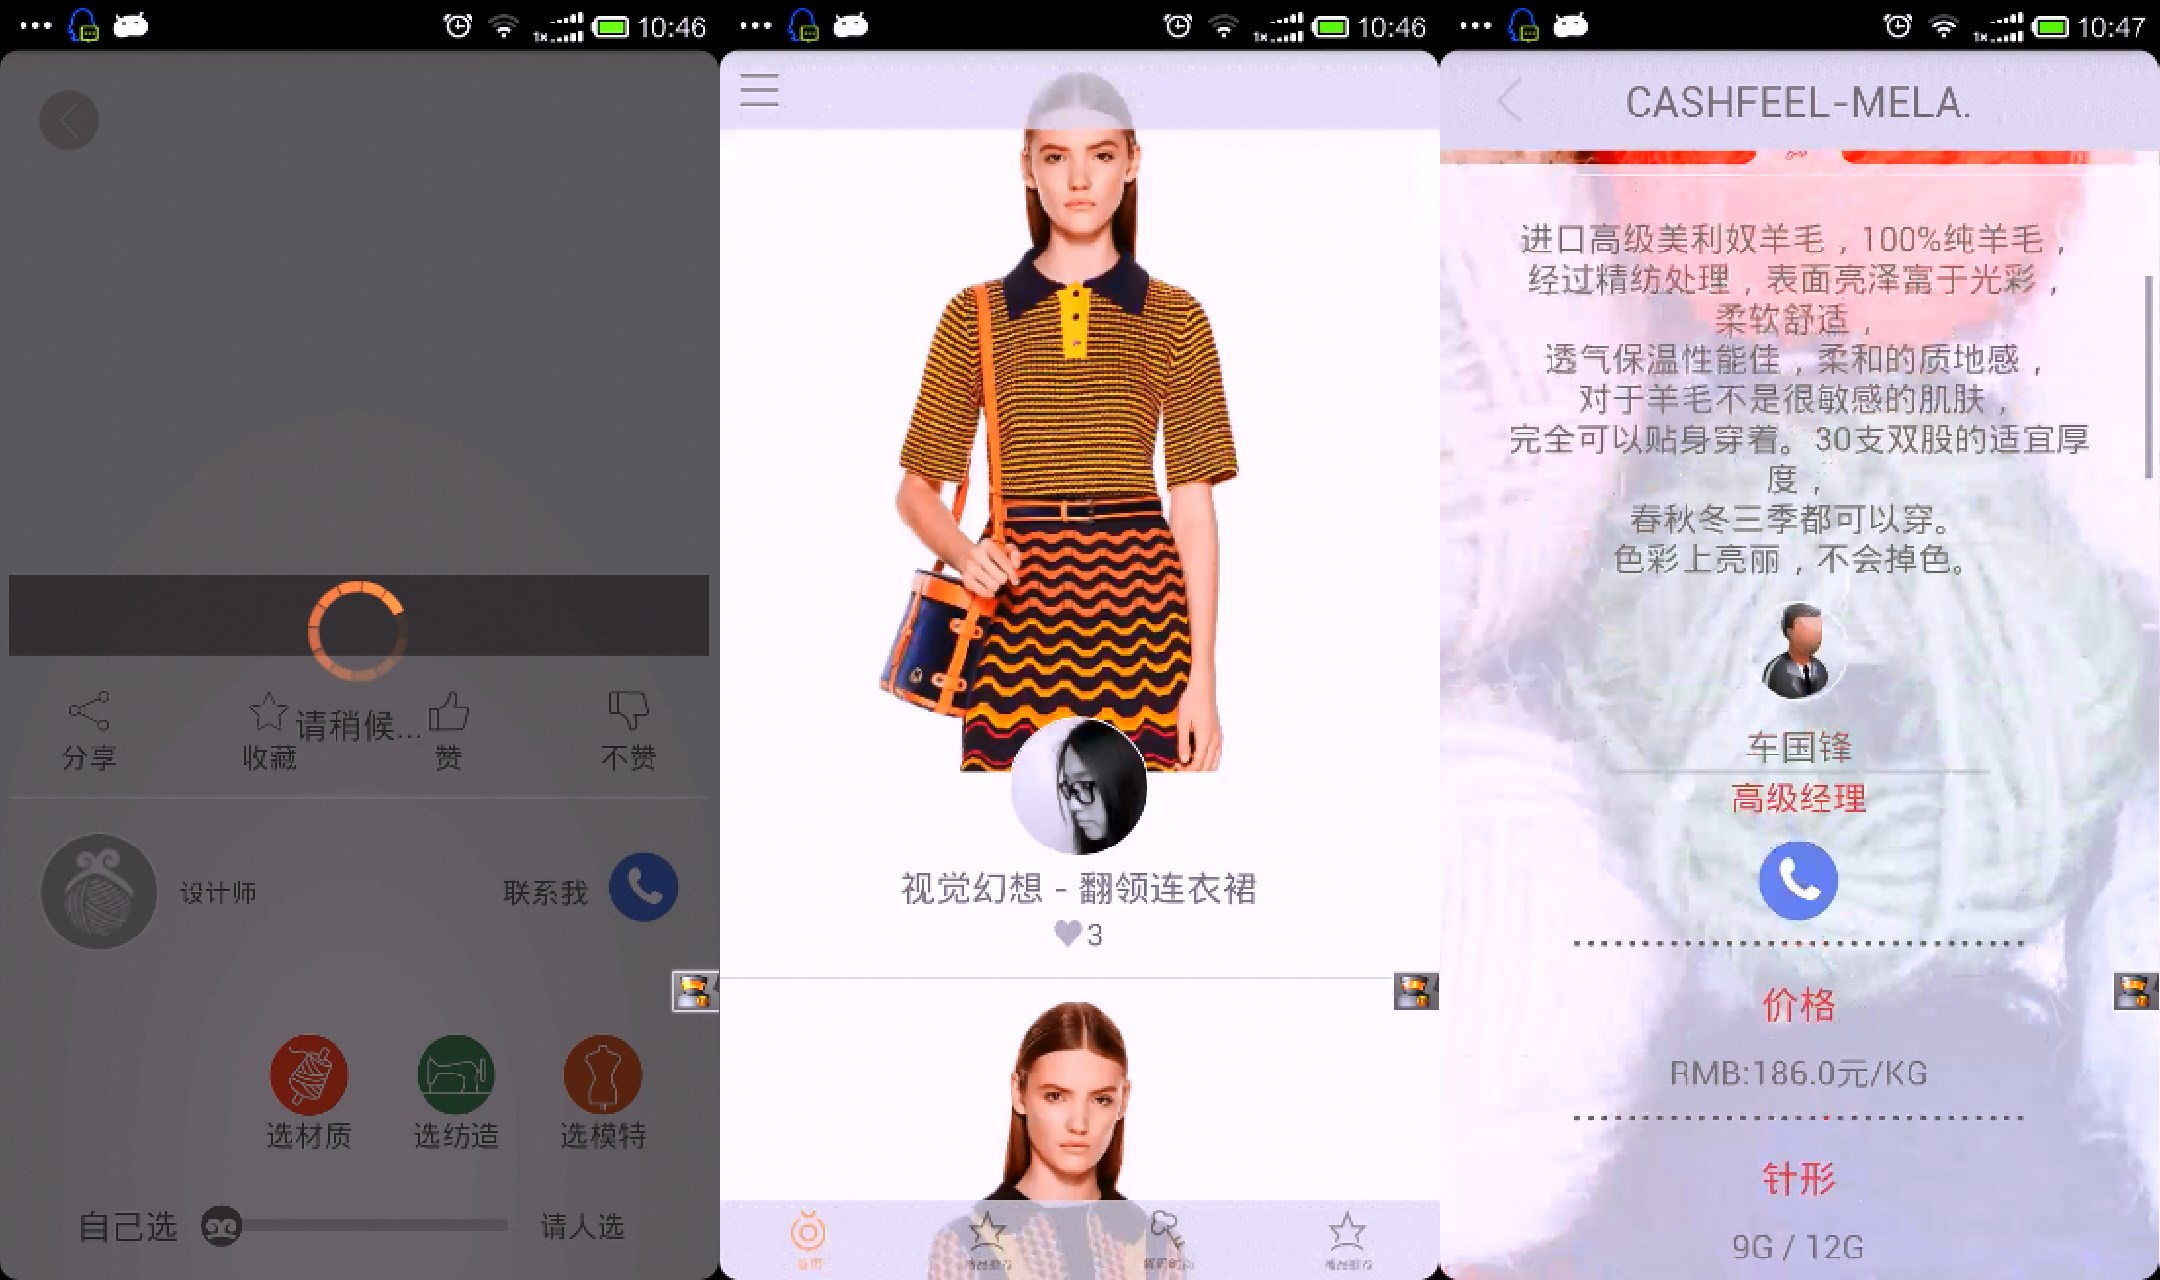 10:46
请稍候...
分享
收藏
赞
不赞
设计师
联系我
选材质
选纺造
选模特
自己选
请人选
10:46
视觉幻想 - 翻领连衣裙
3
10:47
CASHFEEL-MELA.
进口高级美利奴羊毛，100%纯羊毛，
经过精纺处理，表面亮泽富于光彩，
柔软舒适，
透气保温性能佳，柔和的质地感，
对于羊毛不是很敏感的肌肤，
完全可以贴身穿着。30支双股的适宜厚
度，
春秋冬三季都可以穿。
色彩上亮丽，不会掉色。
车国锋
高级经理
价格
RMB:186.0元/KG
针形
9G / 12G